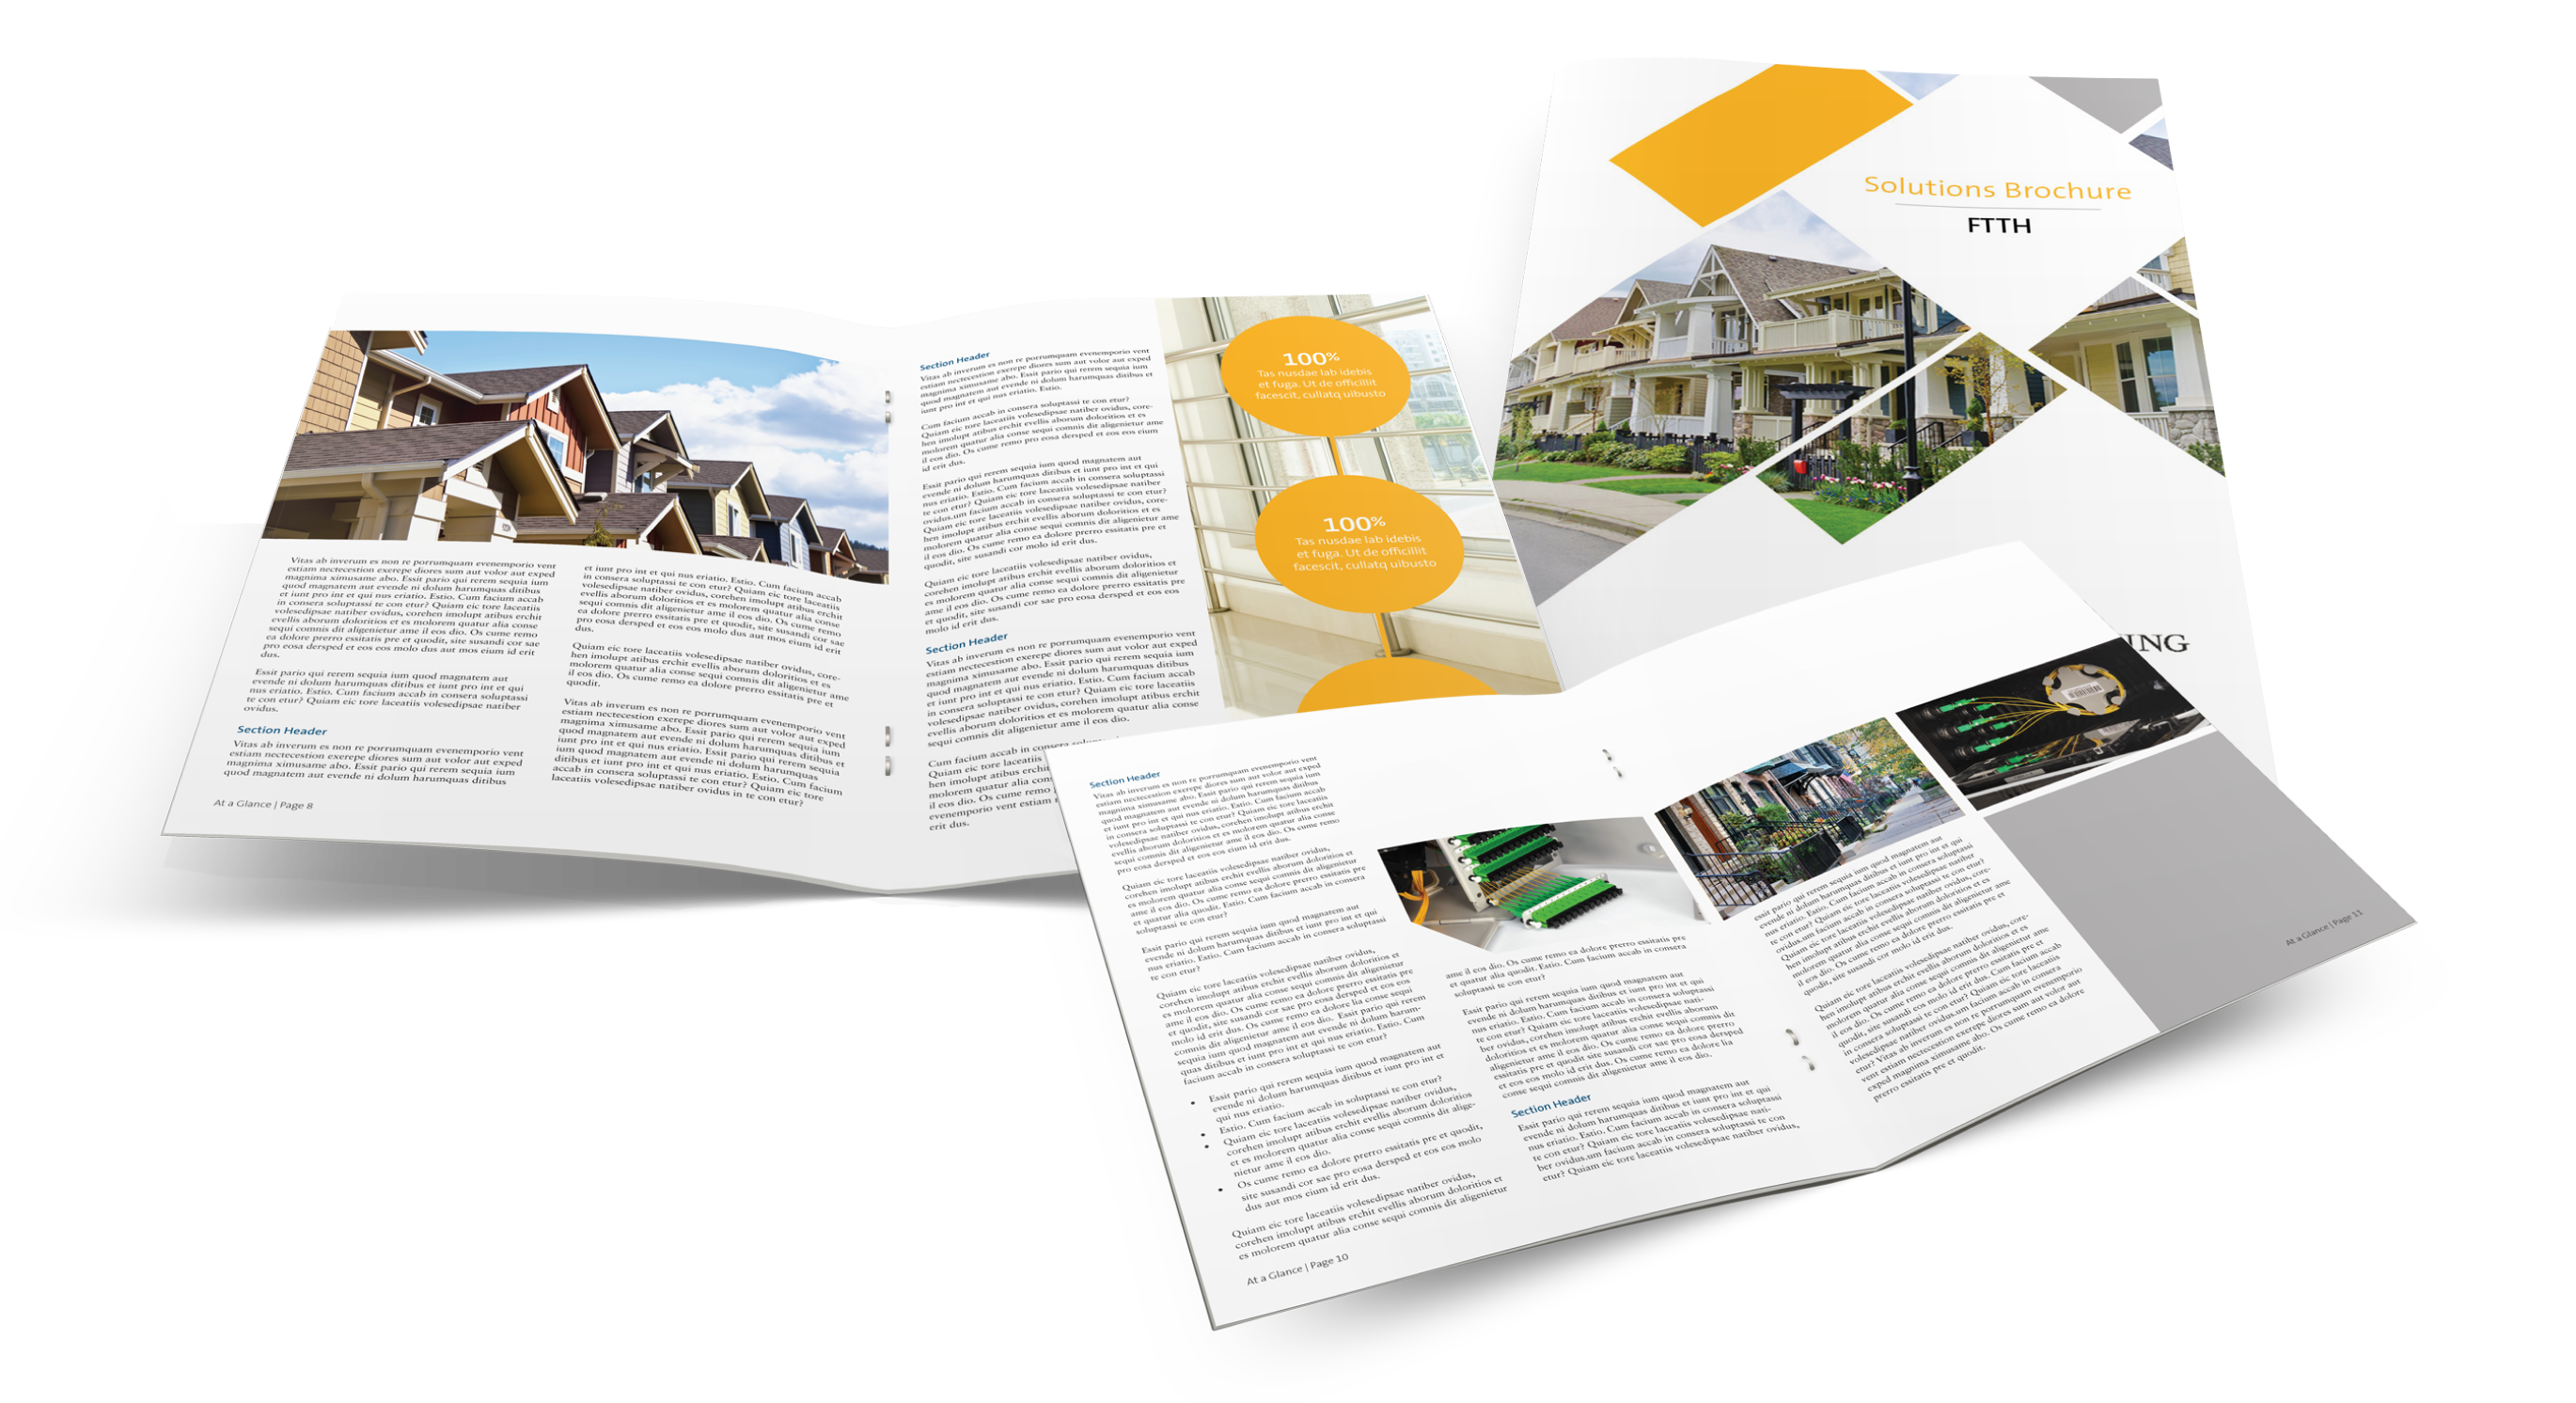 Vitas ab inverum es non re porrumquam evenemporio vent
estiam nectecestion exerepe diores sum aut volor aut exped
magnima ximusame abo. Essit pario qui rerem sequia ium
quod magnatem aut evende ni dolum harumquas ditibus
et iunt pro int et qui nus eriatio. Estio. Cum facium accab
in consera soluptassi te con etur? Quiam eic tore laceatiis
volesedipsae natiber ovidus, corehen imolupt atibus erchit
evellis aborum doloritios et es molorem quatur alia conse
sequi comnis dit aligenietur ame il eos dio. Os cume remo
ea dolore prerro essitatis pre et quodit, site susandi cor sae
pro eosa dersped et eos eos molo dus aut mos eium id erit
dus.
Essit pario qui rerem sequia ium quod magnatem aut
evende ni dolum harumquas ditibus et iunt pro int et qui
nus eriatio. Estio. Cum facium accab in consera soluptassi
te con etur? Quiam eic tore laceatiis volesedipsae natiber
ovidus.
Section Header
Vitas ab inverum es non re porrumquam evenemporio vent
estiam nectecestion exerepe diores sum aut volor aut exped
magnima ximusame abo. Essit pario qui rerem sequia ium
quod magnatem aut evende ni dolum harumquas ditibus
At a Glance | Page 8
et iunt pro int et qui nus eriatio. Estio. Cum facium accab
in consera soluptassi te con etur? Quiam eic tore laceatiis
volesedipsae natiber ovidus, corehen imolupt atibus erchit
evellis aborum doloritios et es molorem quatur alia conse
sequi comnis dit aligenietur ame il eos dio. Os cume remo
ea dolore prerro essitatis pre et quodit, site susandi cor sae
pro eosa dersped et eos eos molo dus aut mos eium id erit
dus.
Quiam eic tore laceatiis volesedipsae natiber ovidus, core-
hen imolupt atibus erchit evellis aborum doloritios et es
molorem quatur alia conse sequi comnis dit aligenietur ame
il eos dio. Os cume remo ea dolore prerro essitatis pre et
quodit.
Vitas ab inverum es non re porrumquam evenemporio vent
estiam nectecestion exerepe diores sum aut volor aut exped
magnima ximusame abo. Essit pario qui rerem sequia ium
quod magnatem aut evende ni dolum harumquas ditibus et
iunt pro int et qui nus eriatio. Essit pario qui rerem sequia
ium quod magnatem aut evende ni dolum harumquas
ditibus et iunt pro int et qui nus eriatio. Estio. Cum facium
accab in consera soluptassi te con etur? Quiam eic tore
laceatiis volesedipsae natiber ovidus in te con etur?
Section Header
Vitas ab inverum es non re porrumquam evenemporio vent
estiam nectecestion exerepe diores sum aut volor aut exped
magnima ximusame abo. Essit pario qui rerem sequia ium
quod magnatem aut evende ni dolum harumquas ditibus et
iunt pro int et qui nus eriatio. Estio.
Cum facium accab in consera soluptassi te con etur?
Quiam eic tore laceatiis volesedipsae natiber ovidus, core-
hen imolupt atibus erchit evellis aborum doloritios et es
molorem quatur alia conse sequi comnis dit aligenietur ame
il eos dio. Os cume remo pro eosa dersped et eos eos eium
id erit dus.
Essit pario qui rerem sequia ium quod magnatem aut
evende ni dolum harumquas ditibus et iunt pro int et qui
nus eriatio. Estio. Cum facium accab in consera soluptassi
te con etur? Quiam eic tore laceatiis volesedipsae natiber
ovidus.um facium accab in consera soluptassi te con etur?
Quiam eic tore laceatiis volesedipsae natiber ovidus, core-
hen imolupt atibus erchit evellis aborum doloritios et es
molorem quatur alia conse sequi comnis dit aligenietur ame
il eos dio. Os cume remo ea dolore prerro essitatis pre et
quodit, site susandi cor molo id erit dus.
Quiam eic tore laceatiis volesedipsae natiber ovidus,
corehen imolupt atibus erchit evellis aborum doloritios et
es molorem quatur alia conse sequi comnis dit aligenietur
ame il eos dio. Os cume remo ea dolore prerro essitatis pre
et quodit, site susandi cor sae pro eosa dersped et eos eos
molo id erit dus.
Section Header
Vitas ab inverum es non re porrumquam evenemporio vent
estiam nectecestion exerepe diores sum aut volor aut exped
magnima ximusame abo. Essit pario qui rerem sequia ium
quod magnatem aut evende ni dolum harumquas ditibus
et iunt pro int et qui nus eriatio. Estio. Cum facium accab
in consera soluptassi te con etur? Quiam eic tore laceatiis
volesedipsae natiber ovidus, corehen imolupt atibus erchit
evellis aborum doloritios et es molorem quatur alia conse
sequi comnis dit aligenietur ame il eos dio.
Cum facium accab in consera
Quiam eic tore laceatiis
hen imolupt atibus erchit
molorem quatur alia con
il eos dio. Os cume remo
evenemporio vent estiam
erit dus.
100%
Tas nusdae lab idebis
et fuga. Ut de officillit
facescit, cullatq uibusto
100%
Tas nusdae lab idebis
et fuga. Ut de officillit
facescit, cullatq uibusto
Solutions Brochure
FTTH
ING
Section Header
Vitas ab inverum es non re porrumquam evenemporio vent
estiam nectecestion exerepe diores sum aut volor aut exped
magnima ximusame abo. Essit pario qui rerem sequia ium
quod magnatem aut evende ni dolum harumquas ditibus
et iunt pro int et qui nus eriatio. Estio. Cum facium accab
in consera soluptassi te con etur? Quiam eic tore laceatiis
volesedipsae natiber ovidus, corehen imolupt atibus erchit
evellis aborum doloritios et es molorem quatur alia conse
sequi comnis dit aligenietur ame il eos dio. Os cume remo
pro eosa dersped et eos eos eium id erit dus.
Quiam eic tore laceatiis volesedipsae natiber ovidus,
corehen imolupt atibus erchit evellis aborum doloritios et
es molorem quatur alia conse sequi comnis dit aligenietur
ame il eos dio. Os cume remo ea dolore prerro essitatis pre
et quatur alia quodit. Estio. Cum facium accab in consera
soluptassi te con etur?
Essit pario qui rerem sequia ium quod magnatem aut
evende ni dolum harumquas ditibus et iunt pro int et qui
nus eriatio. Estio. Cum facium accab in consera soluptassi
te con etur?
Quiam eic tore laceatiis volesedipsae natiber ovidus,
corehen imolupt atibus erchit evellis aborum doloritios et
es molorem quatur alia conse sequi comnis dit aligenietur
ame il eos dio. Os cume remo ea dolore prerro essitatis pre
et quodit, site susandi cor sae pro eosa dersped et eos eos
molo id erit dus. Os cume remo ea dolore lia conse sequi
comnis dit aligenietur ame il eos dio. Essit pario qui rerem
sequia ium quod magnatem aut evende ni dolum harum-
quas ditibus et iunt pro int et qui nus eriatio. Estio. Cum
facium accab in consera soluptassi te con etur?
• Essit pario qui rerem sequia ium quod magnatem aut
evende ni dolum harumquas ditibus et iunt pro int et
qui nus eriatio.
• Estio. Cum facium accab in soluptassi te con etur?
• Quiam eic tore laceatiis volesedipsae natiber ovidus,
corehen imolupt atibus erchit evellis aborum doloritios
et es molorem quatur alia conse sequi comnis dit alige-
nietur ame il eos dio.
• Os cume remo ea dolore prerro essitatis pre et quodit,
site susandi cor sae pro eosa dersped et eos eos molo
dus aut mos eium id erit dus.
Quiam eic tore laceatiis volesedipsae natiber ovidus,
corehen imolupt atibus erchit evellis aborum doloritios et
es molorem quatur alia conse sequi comnis dit aligenietur
At a Glance | Page 10
ame il eos dio. Os cume remo ea dolore prerro essitatis pre
et quatur alia quodit. Estio. Cum facium accab in consera
soluptassi te con etur?
Essit pario qui rerem sequia ium quod magnatem aut
evende ni dolum harumquas ditibus et iunt pro int et qui
nus eriatio. Estio. Cum facium accab in consera soluptassi
te con etur? Quiam eic tore laceatiis volesedipsae nati-
ber ovidus, corehen imolupt atibus erchit evellis aborum
doloritios et es molorem quatur alia conse sequi comnis dit
aligenietur ame il eos dio. Os cume remo ea dolore prerro
essitatis pre et quodit site susandi cor sae pro eosa dersped
et eos eos molo id erit dus. Os cume remo ea dolore lia
conse sequi comnis dit aligenietur ame il eos dio.
Section Header
Essit pario qui rerem sequia ium quod magnatem aut
evende ni dolum harumquas ditibus et iunt pro int et qui
nus eriatio. Estio. Cum facium accab in consera soluptassi
te con etur? Quiam eic tore laceatiis volesedipsae nati-
ber ovidus.um facium accab in consera soluptassi te con
etur? Quiam eic tore laceatiis volesedipsae natiber ovidus,
essit pario qui rerem sequia ium quod magnatem aut
evende ni dolum harumquas ditibus et iunt pro int et qui
nus eriatio. Estio. Cum facium accab in consera soluptassi
te con etur? Quiam eic tore laceatiis volesedipsae natiber
ovidus.um facium accab in consera soluptassi te con etur?
Quiam eic tore laceatiis volesedipsae natiber ovidus, core-
hen imolupt atibus erchit evellis aborum doloritios et es
molorem quatur alia conse sequi comnis dit aligenietur ame
il eos dio. Os cume remo ea dolore prerro essitatis pre et
quodit, site susandi cor molo id erit dus.
Quiam eic tore laceatiis volesedipsae natiber ovidus, core-
hen imolupt atibus erchit evellis aborum doloritios et es
molorem quatur alia conse sequi comnis dit aligenietur ame
il eos dio. Os cume remo ea dolore prerro essitatis pre et
quodit, site susandi eos molo id erit dus. Cum facium accab
in consera soluptassi te con etur? Quiam eic tore laceatiis
volesedipsae natiber ovidus.um facium accab in consera
etur? Vitas ab inverum es non re porrumquam evenemporio
vent estiam nectecestion exerepe diores sum aut volor aut
exped magnima ximusame abo. Os cume remo ea dolore
prerro essitatis pre et quodit.
At a Glance | Page 11